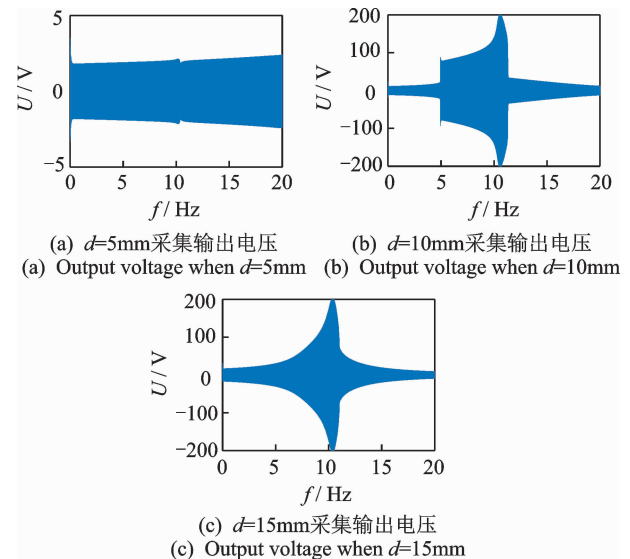 5
0
−5
U / V
0 5 10 15 20
f / Hz
(a) d=5mm采集输出电压
(a) Output voltage when d=5mm
200
100
0
−100
−200
U / V
0 5 10 15 20
f / Hz
(b) d=10mm采集输出电压
(b) Output voltage when d=10mm
200
100
0
−100
−200
U / V
0 5 10 15 20
f / Hz
(c) d=15mm采集输出电压
(c) Output voltage when d=15mm